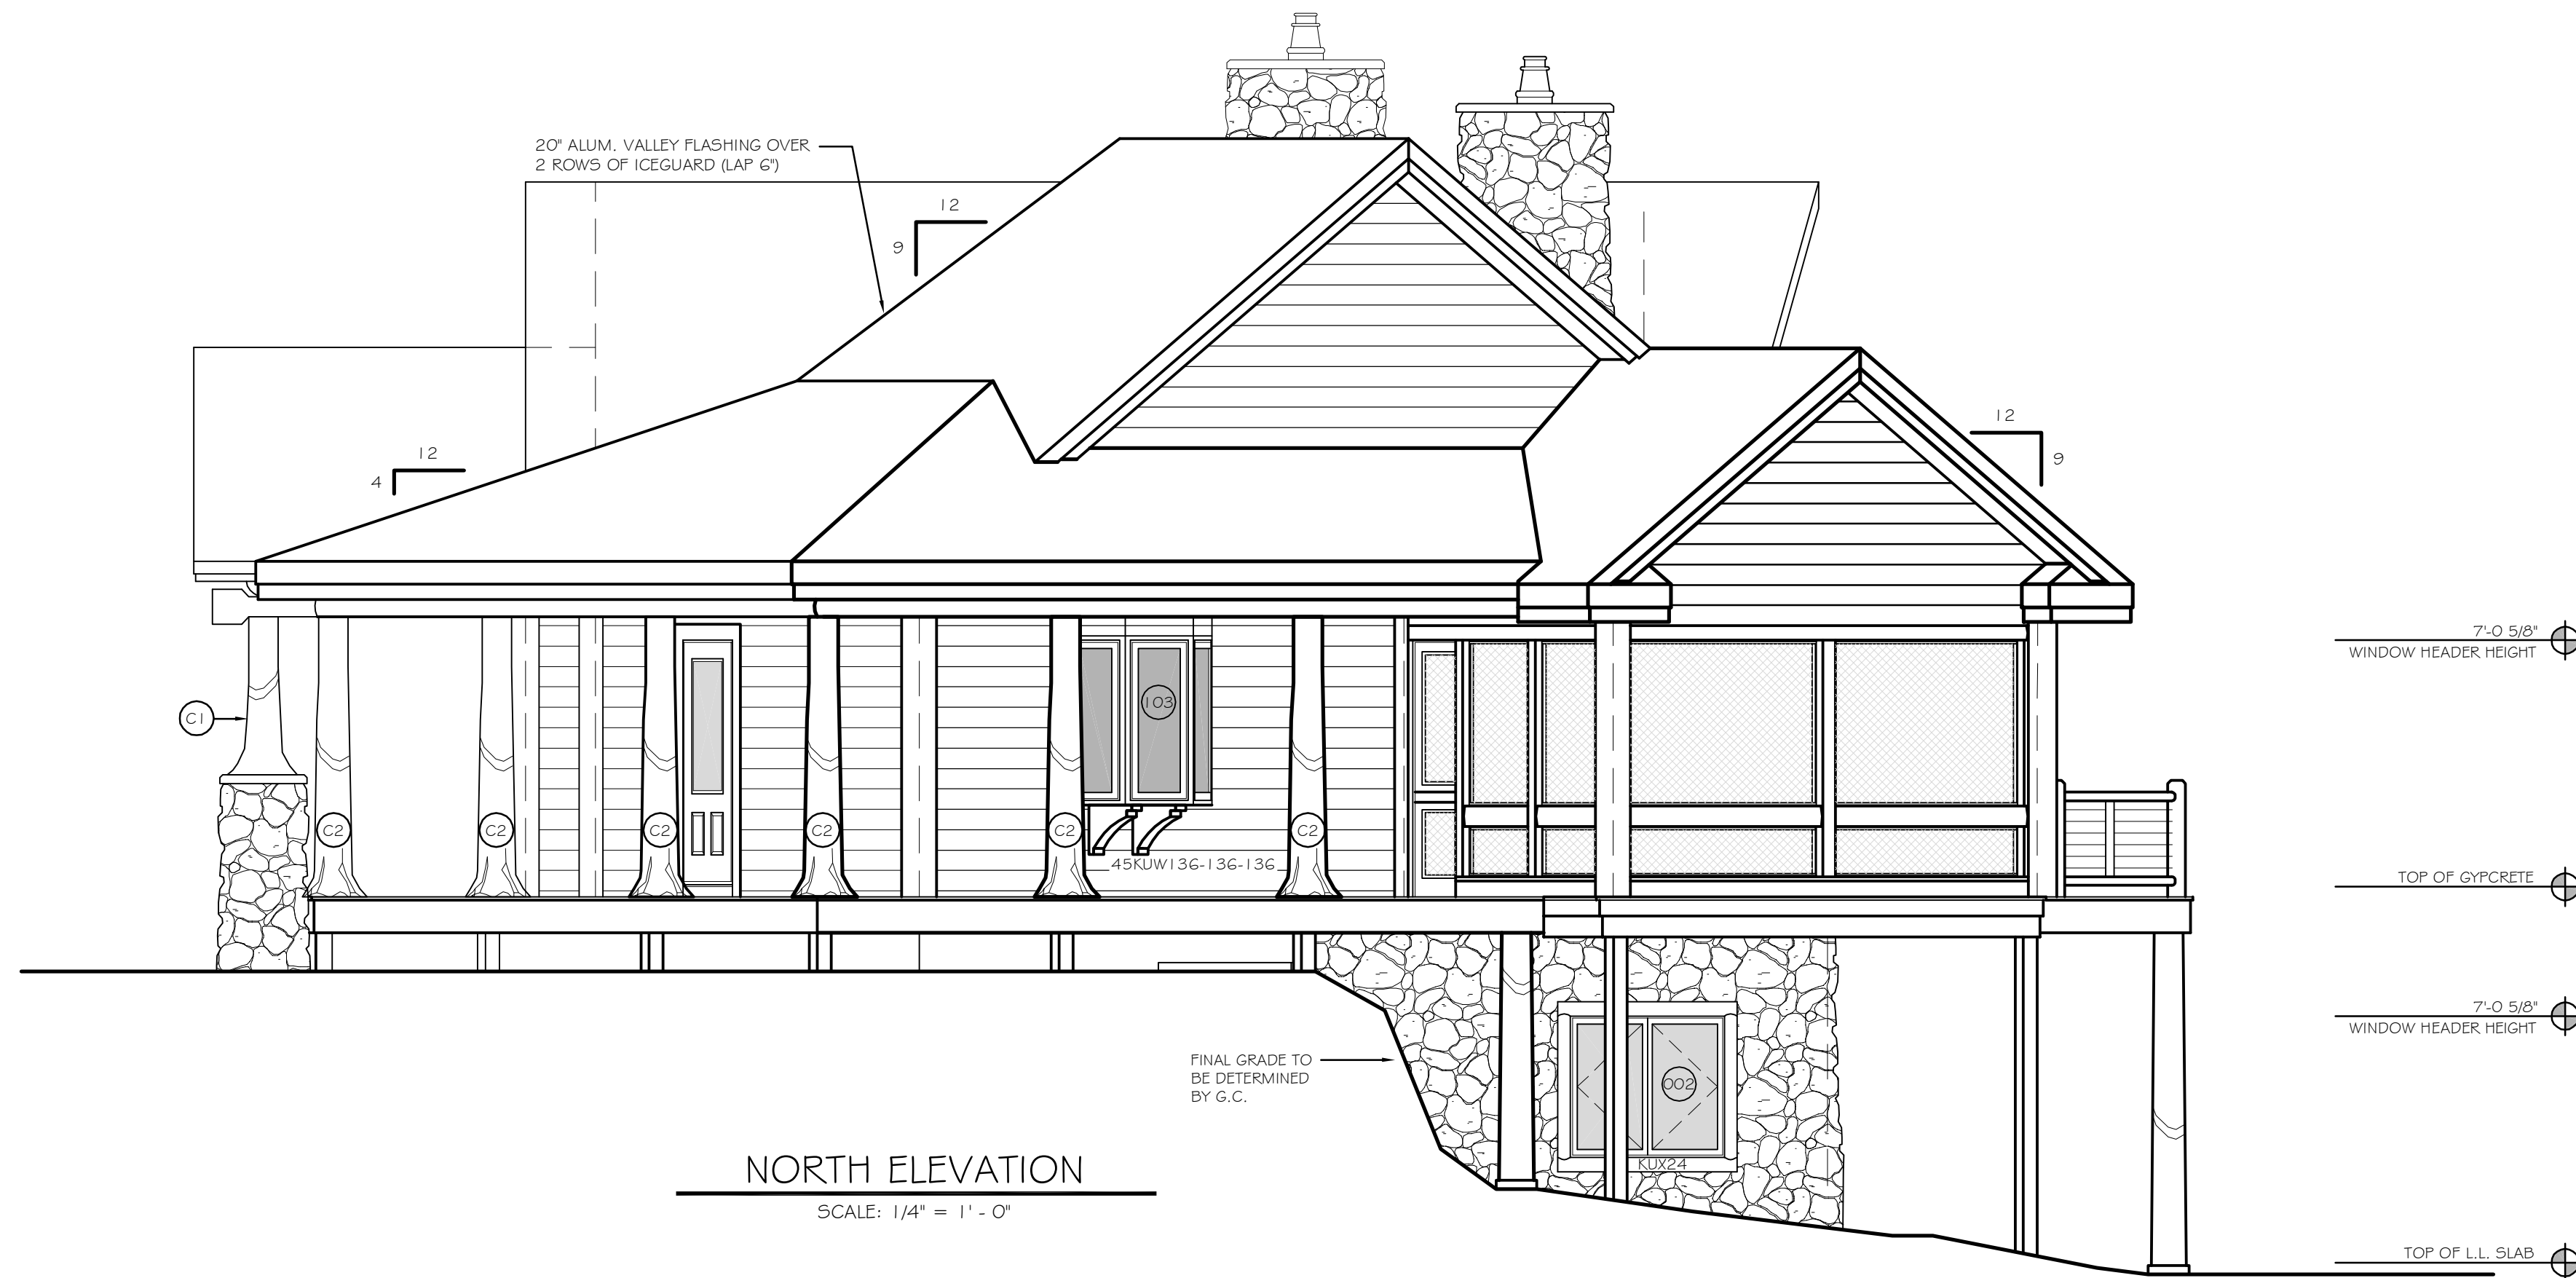 20" ALUM. VALLEY FLASHING OVER
2 ROWS OF ICEGUARD (LAP 6")
12
9
12
4
12
9
7'-0 5/8"
WINDOW HEADER HEIGHT
C1
103
C2
C2
C2
C2
C2
C2
45KUW136-136-136
TOP OF GYPCRETE
7'-0 5/8"
WINDOW HEADER HEIGHT
FINAL GRADE TO
BE DETERMINED
BY G.C.
002
KUX24
NORTH ELEVATION
SCALE: 1/4" = 1' - 0"
TOP OF L.L. SLAB